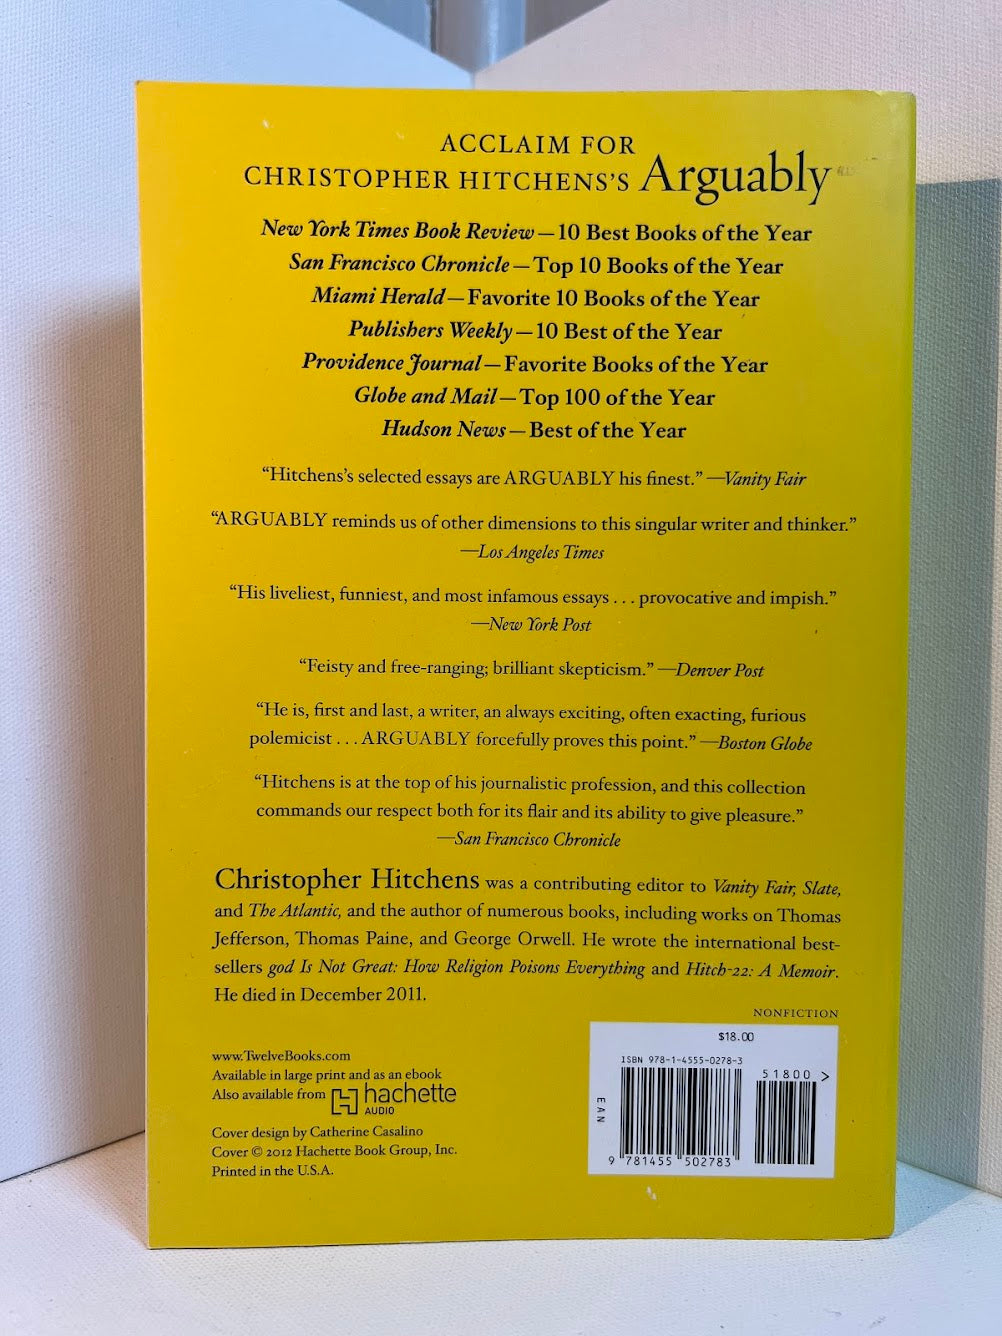 ACCLAIM FOR
CHRISTOPHER HITCHENS'S Arguably
New York Times Book Review—10 Best Books of the Year
San Francisco Chronicle—Top 10 Books of the Year
Miami Herald—Favorite 10 Books of the Year
Publishers Weekly—10 Best of the Year
Providence Journal—Favorite Books of the Year
Globe and Mail—Top 100 of the Year
Hudson News—Best of the Year
“Hitchens’s selected essays are ARGUABLY his finest.” —Vanity Fair
“ARGUABLY reminds us of other dimensions to this singular writer and thinker.”
—Los Angeles Times
“His liveliest, funniest, and most infamous essays . . . provocative and impish.”
—New York Post
“Feisty and free-ranging; brilliant skepticism.” —Denver Post
“He is, first and last, a writer, an always exciting, often exacting, furious
polemicist . . . ARGUABLY forcefully proves this point.” —Boston Globe
“Hitchens is at the top of his journalistic profession, and this collection
commands our respect both for its flair and its ability to give pleasure.”
—San Francisco Chronicle
Christopher Hitchens was a contributing editor to Vanity Fair, Slate,
and The Atlantic, and the author of numerous books, including works on Thomas
Jefferson, Thomas Paine, and George Orwell. He wrote the international best-
sellers god Is Not Great: How Religion Poisons Everything and Hitch-22: A Memoir.
He died in December 2011.
NONFICTION
www.TwelveBooks.com
Available in large print and as an ebook
Also available from hachette
AUDIO
Cover design by Catherine Casalino
Cover © 2012 Hachette Book Group, Inc.
Printed in the U.S.A.
$18.00
ISBN 978-1-4555-0278-3
51800 >
EAN
9 781455 502783